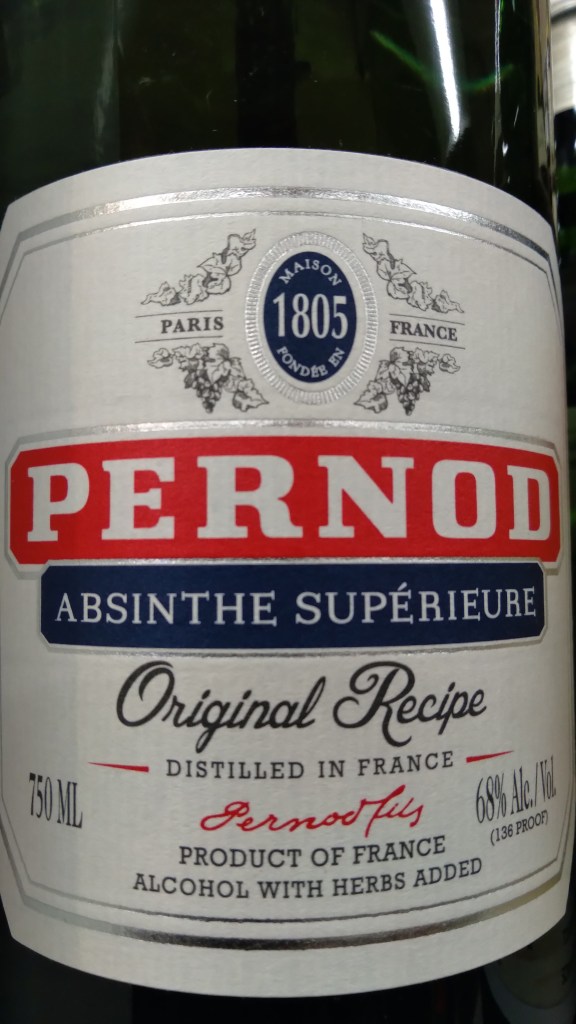 MAISON
PARIS 1805 FRANCE
FONDÉE EN
PERNOD
ABSINTHE SUPÉRIEURE
Original Recipe
DISTILLED IN FRANCE
750 ML Pernod fils 68% Alc./Vol.
(136 PROOF)
PRODUCT OF FRANCE
ALCOHOL WITH HERBS ADDED